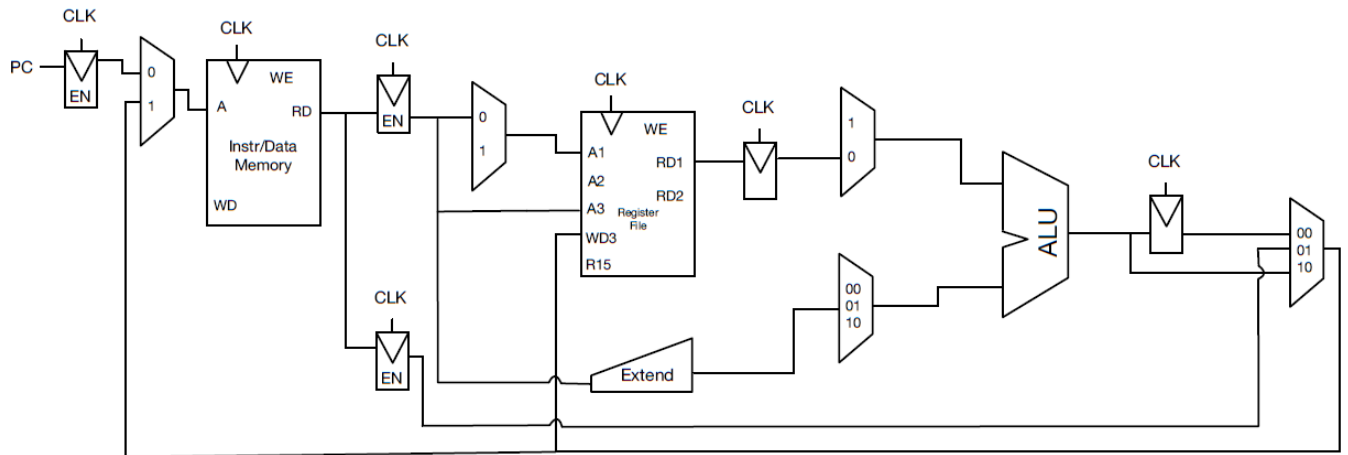 PC
CLK
EN
0
1
CLK
WE
A
RD
Instr/Data
Memory
WD
CLK
EN
CLK
EN
0
1
CLK
WE
A1
RD1
A2
RD2
A3
Register
File
WD3
R15
Extend
CLK
1
0
00
01
10
ALU
CLK
00
01
10